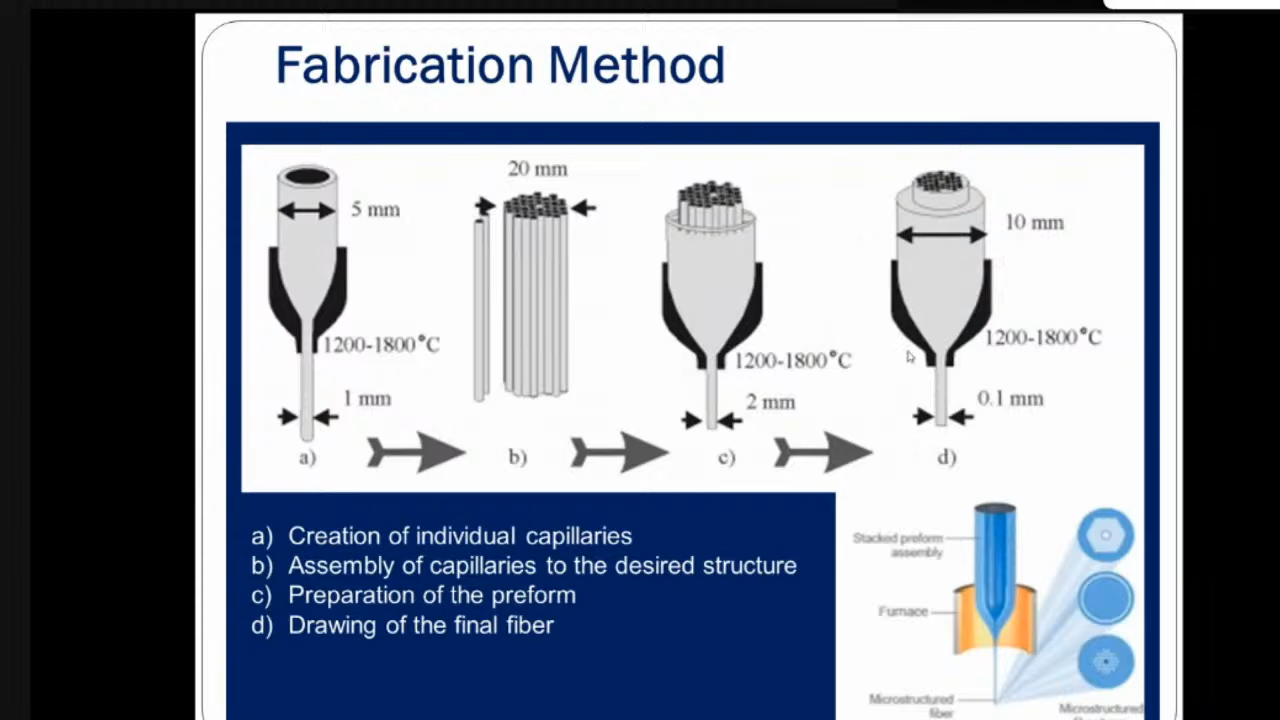 Fabrication Method
20 mm
5 mm
10 mm
1200-1800°C
1200-1800°C
1200-1800°C
1 mm
2 mm
0.1 mm
a)
b)
c)
d)
a) Creation of individual capillaries
b) Assembly of capillaries to the desired structure
c) Preparation of the preform
d) Drawing of the final fiber
Stacked preform
assembly
Furnace
Microstructured
fiber
Microstructured